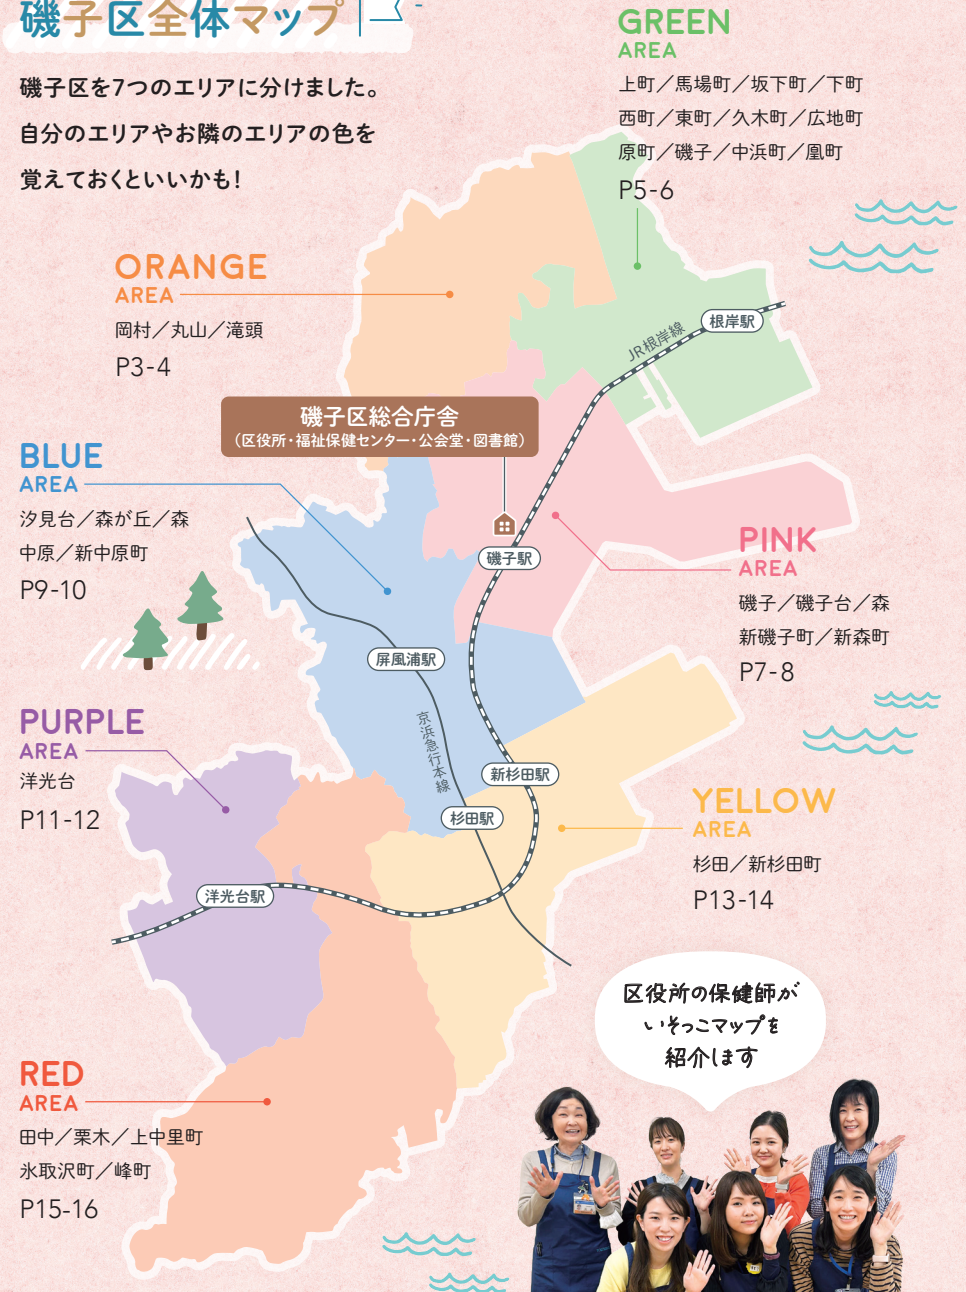 磯子区全体マップ
磯子区を7つのエリアに分けました。
自分のエリアやお隣のエリアの色を
覚えておくといいかも！
GREEN
AREA
上町／馬場町／坂下町／下町
西町／東町／久木町／広地町
原町／磯子／中浜町／凰町
P5-6
ORANGE
AREA
岡村／丸山／滝頭
P3-4
根岸駅
JR根岸線
磯子区総合庁舎
（区役所・福祉保健センター・公会堂・図書館）
BLUE
AREA
汐見台／森が丘／森
中原／新中原町
P9-10
磯子駅
PINK
AREA
磯子／磯子台／森
新磯子町／新森町
P7-8
屏風浦駅
京浜急行本線
PURPLE
AREA
洋光台
P11-12
新杉田駅
杉田駅
YELLOW
AREA
杉田／新杉田町
P13-14
洋光台駅
区役所の保健師が
いそっこマップを
紹介します
RED
AREA
田中／栗木／上中里町
氷取沢町／峰町
P15-16